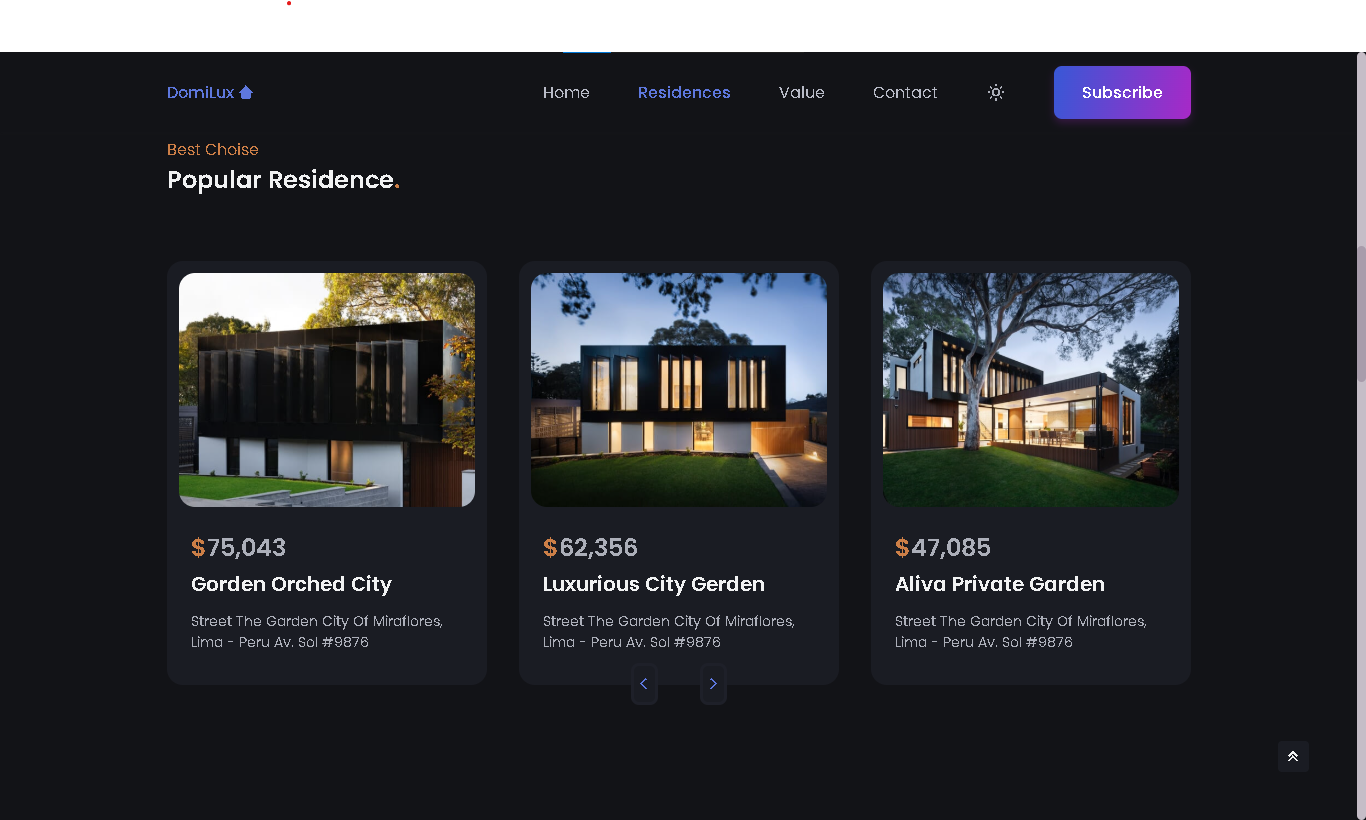 DomiLux
Home
Residences
Value
Contact
Subscribe
Best Choise
Popular Residence.
$75,043
Gorden Orched City
Street The Garden City Of Miraflores,
Lima - Peru Av. Sol #9876
$62,356
Luxurious City Gerden
Street The Garden City Of Miraflores,
Lima - Peru Av. Sol #9876
$47,085
Aliva Private Garden
Street The Garden City Of Miraflores,
Lima - Peru Av. Sol #9876